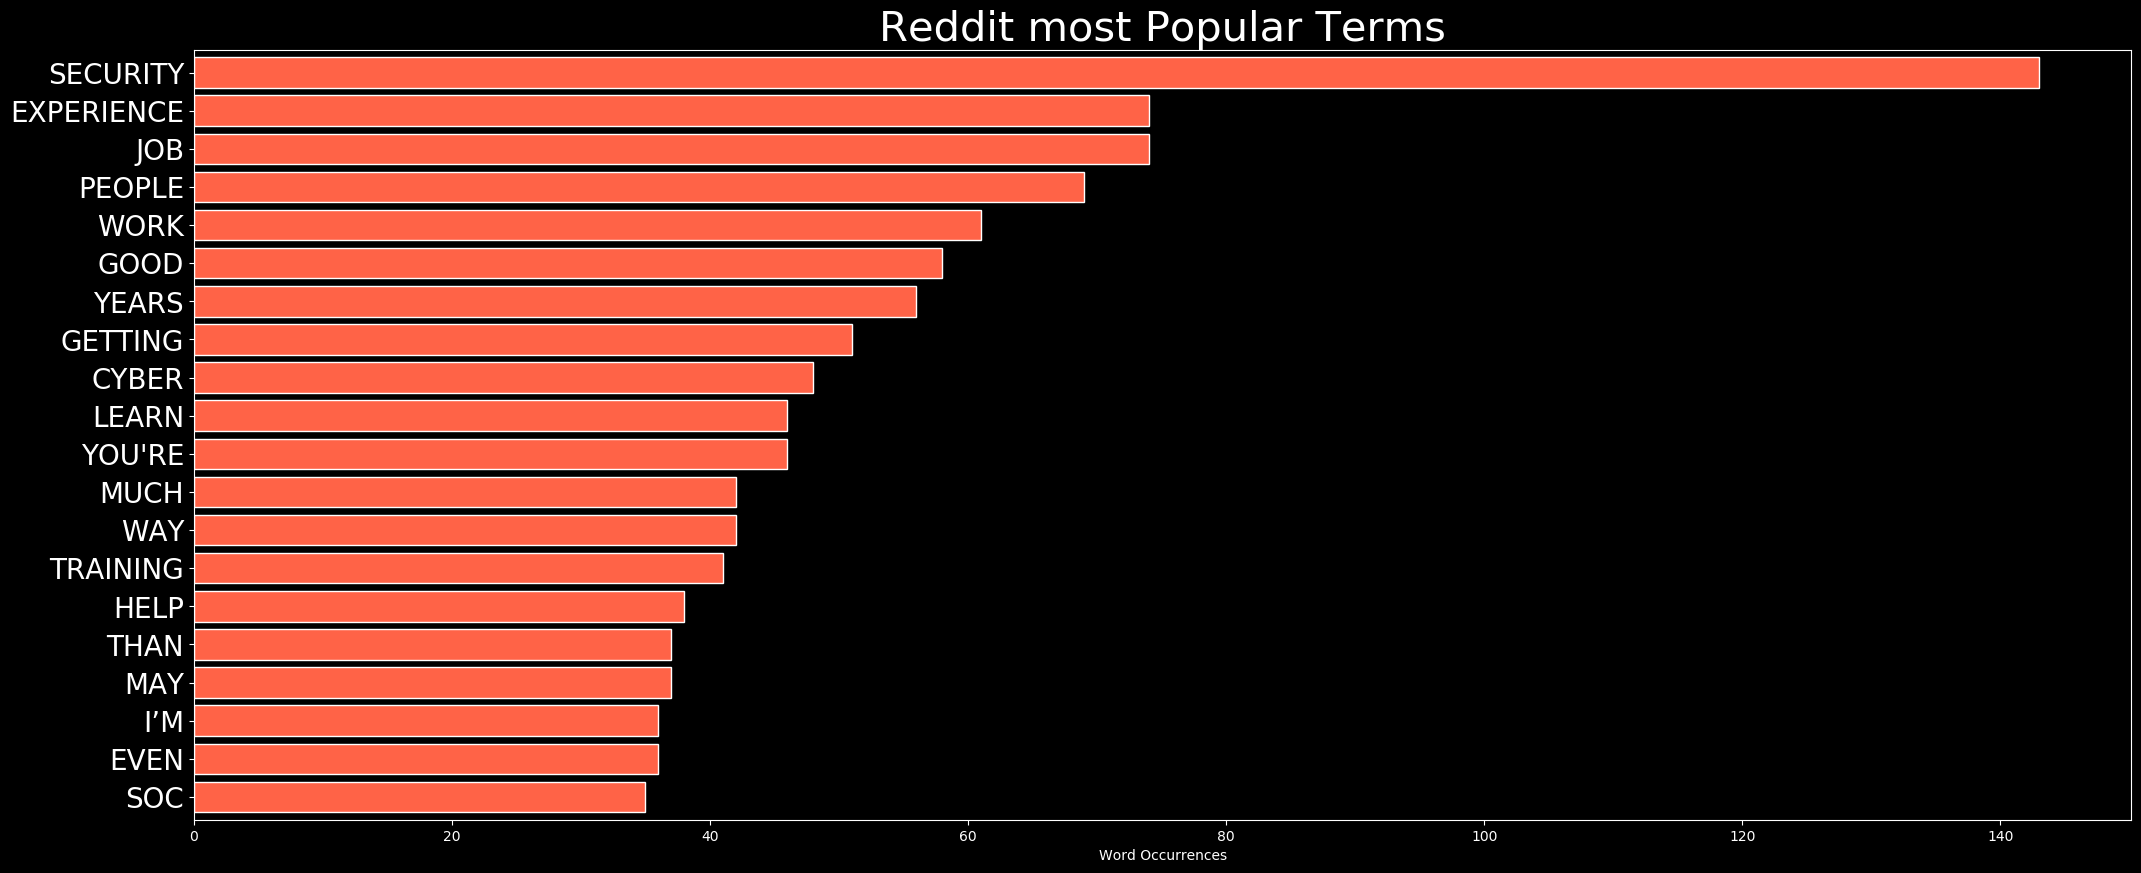 Reddit most Popular Terms
SECURITY
EXPERIENCE
JOB
PEOPLE
WORK
GOOD
YEARS
GETTING
CYBER
LEARN
YOU'RE
MUCH
WAY
TRAINING
HELP
THAN
MAY
I’M
EVEN
SOC
0 20 40 60 80 100 120 140
Word Occurrences